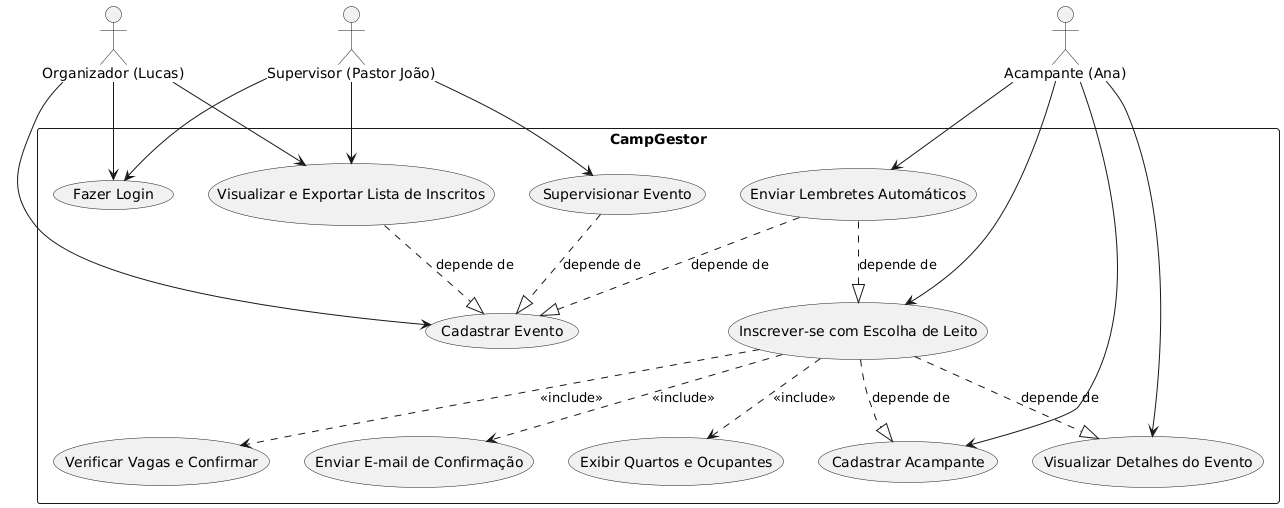 Organizador (Lucas)
Supervisor (Pastor João)
Acampante (Ana)
CampGestor
Fazer Login
Visualizar e Exportar Lista de Inscritos
Supervisionar Evento
Enviar Lembretes Automáticos
depende de
depende de
depende de
depende de
Cadastrar Evento
Inscrever-se com Escolha de Leito
«include»
«include»
«include»
depende de
depende de
Verificar Vagas e Confirmar
Enviar E-mail de Confirmação
Exibir Quartos e Ocupantes
Cadastrar Acampante
Visualizar Detalhes do Evento